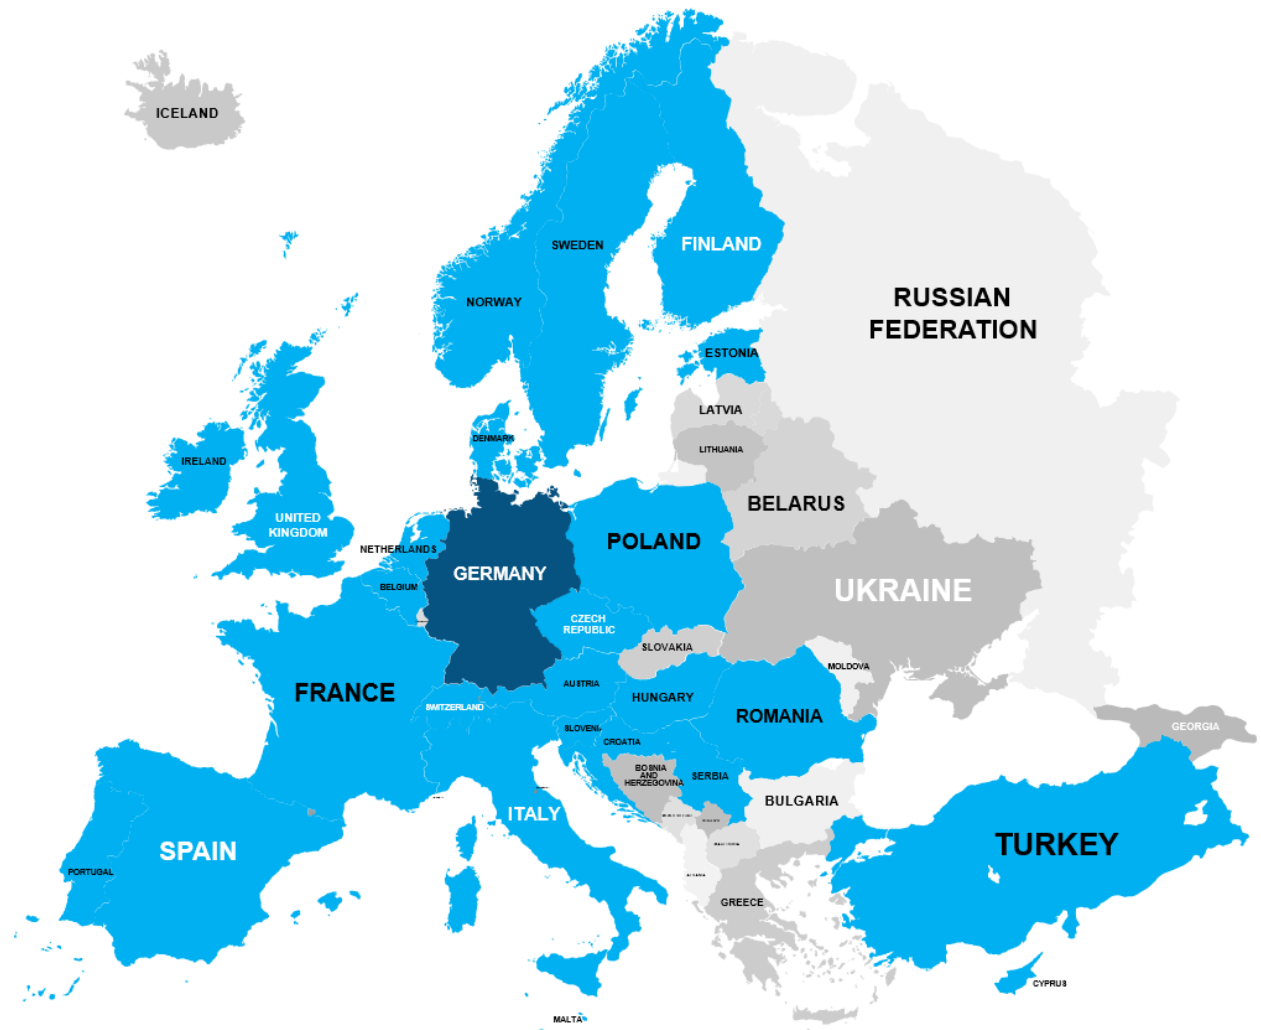 ICELAND
SWEDEN
FINLAND
NORWAY
RUSSIAN
FEDERATION
ESTONIA
LATVIA
DENMARK
LITHUANIA
IRELAND
BELARUS
UNITED
KINGDOM
POLAND
NETHERLANDS
GERMANY
BELGIUM
UKRAINE
CZECH
REPUBLIC
SLOVAKIA
MOLDOVA
AUSTRIA
FRANCE
HUNGARY
SWITZERLAND
ROMANIA
GEORGIA
SLOVENI
CROATIA
BOSNIA
AND
HERZEGOVINA
SERBIA
BULGARIA
ITALY
TURKEY
SPAIN
PORTUGAL
GREECE
CYPRUS
MALTA